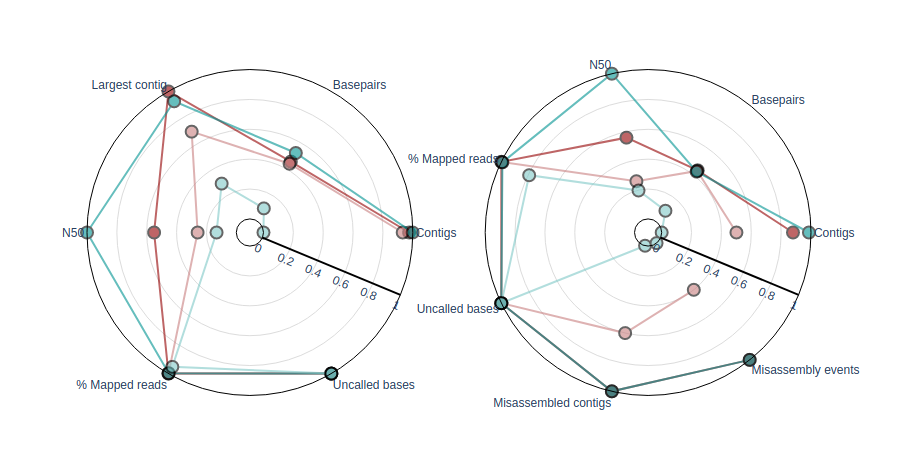 Largest contig
Basepairs
N50
Contigs
0
0.2
0.4
0.6
0.8
1
% Mapped reads
Uncalled bases
N50
Basepairs
% Mapped reads
Contigs
0
0.2
0.4
0.6
0.8
1
Uncalled bases
Misassembly events
Misassembled contigs